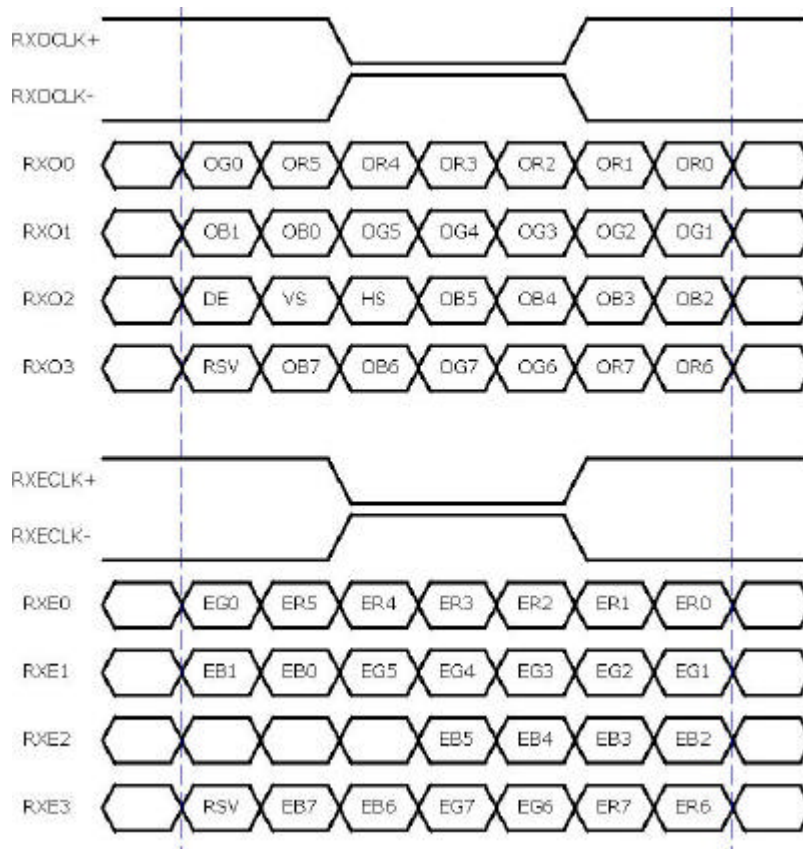 RXOCLK+
RXOCLK-
RXO0 OG0 OR5 OR4 OR3 OR2 OR1 OR0
RXO1 OB1 OB0 OG5 OG4 OG3 OG2 OG1
RXO2 DE VS HS OB5 OB4 OB3 OB2
RXO3 RSV OB7 OB6 OG7 OG6 OR7 OR6
RXECLK+
RXECLK-
RXE0 EG0 ER5 ER4 ER3 ER2 ER1 ER0
RXE1 EB1 EB0 EG5 EG4 EG3 EG2 EG1
RXE2 EB5 EB4 EB3 EB2
RXE3 RSV EB7 EB6 EG7 EG6 ER7 ER6